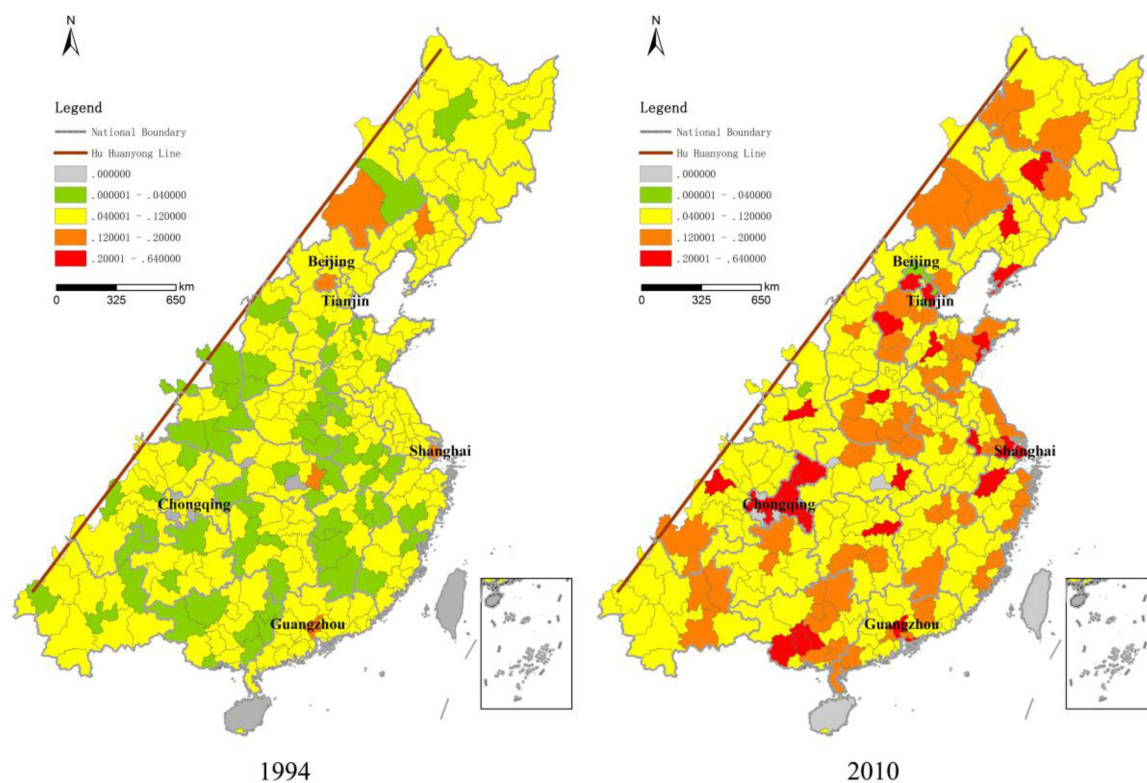 N
Legend
National Boundary
Hu Huanyong Line
.000000
.000001 - .040000
.040001 - .120000
.120001 - .20000
.20001 - .640000
0 325 650 km
Beijing
Tianjin
Shanghai
Chongqing
Guangzhou
1994
N
Legend
National Boundary
Hu Huanyong Line
.000000
.000001 - .040000
.040001 - .120000
.120001 - .20000
.20001 - .640000
0 325 650 km
Beijing
Tianjin
Shanghai
Chongqing
Guangzhou
2010